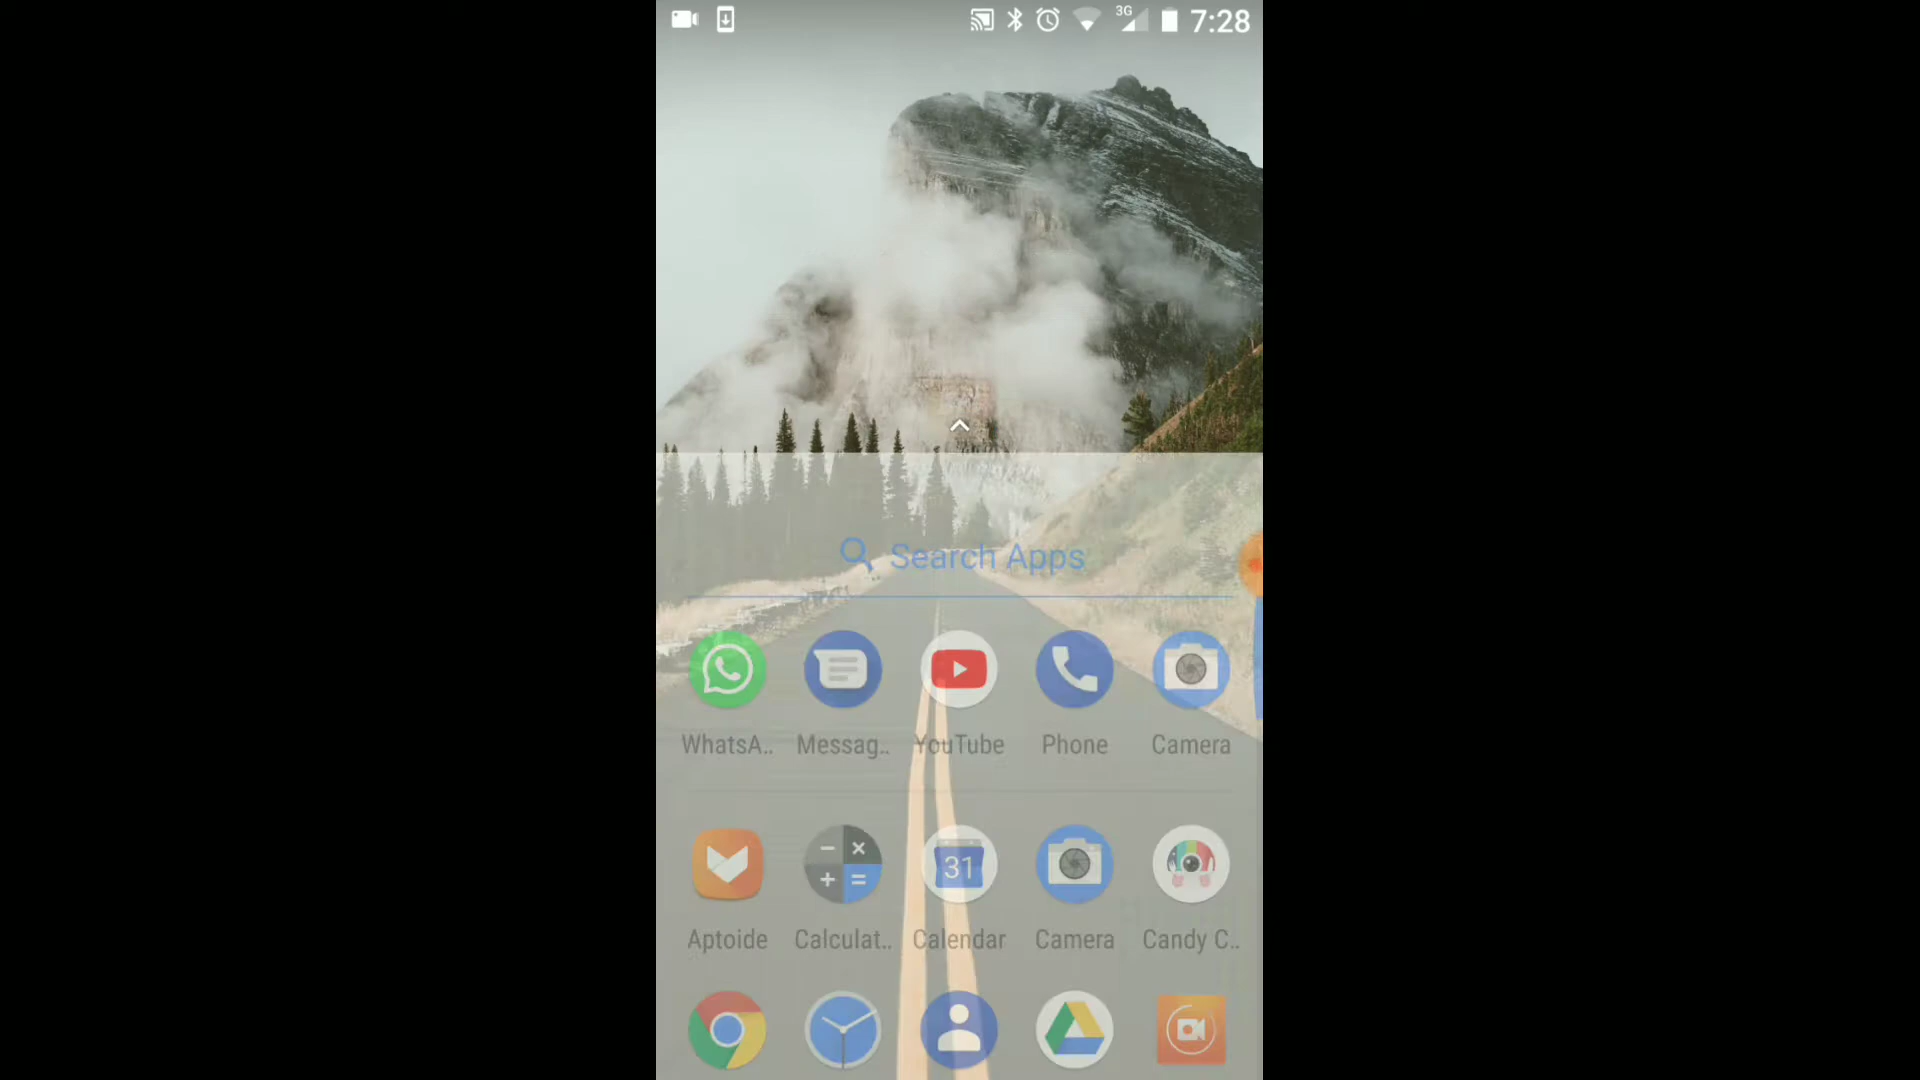 3G 7:28
Search Apps
WhatsA.. Messag.. YouTube Phone Camera
31
Aptoide Calculat.. Calendar Camera Candy C..